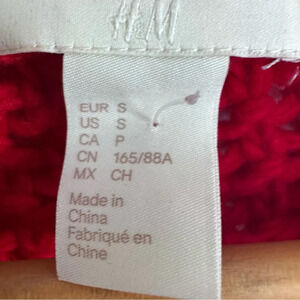 H&M
EUR S
US S
CA P
CN 165/88A
MX CH
Made in
China
Fabriqué en
Chine